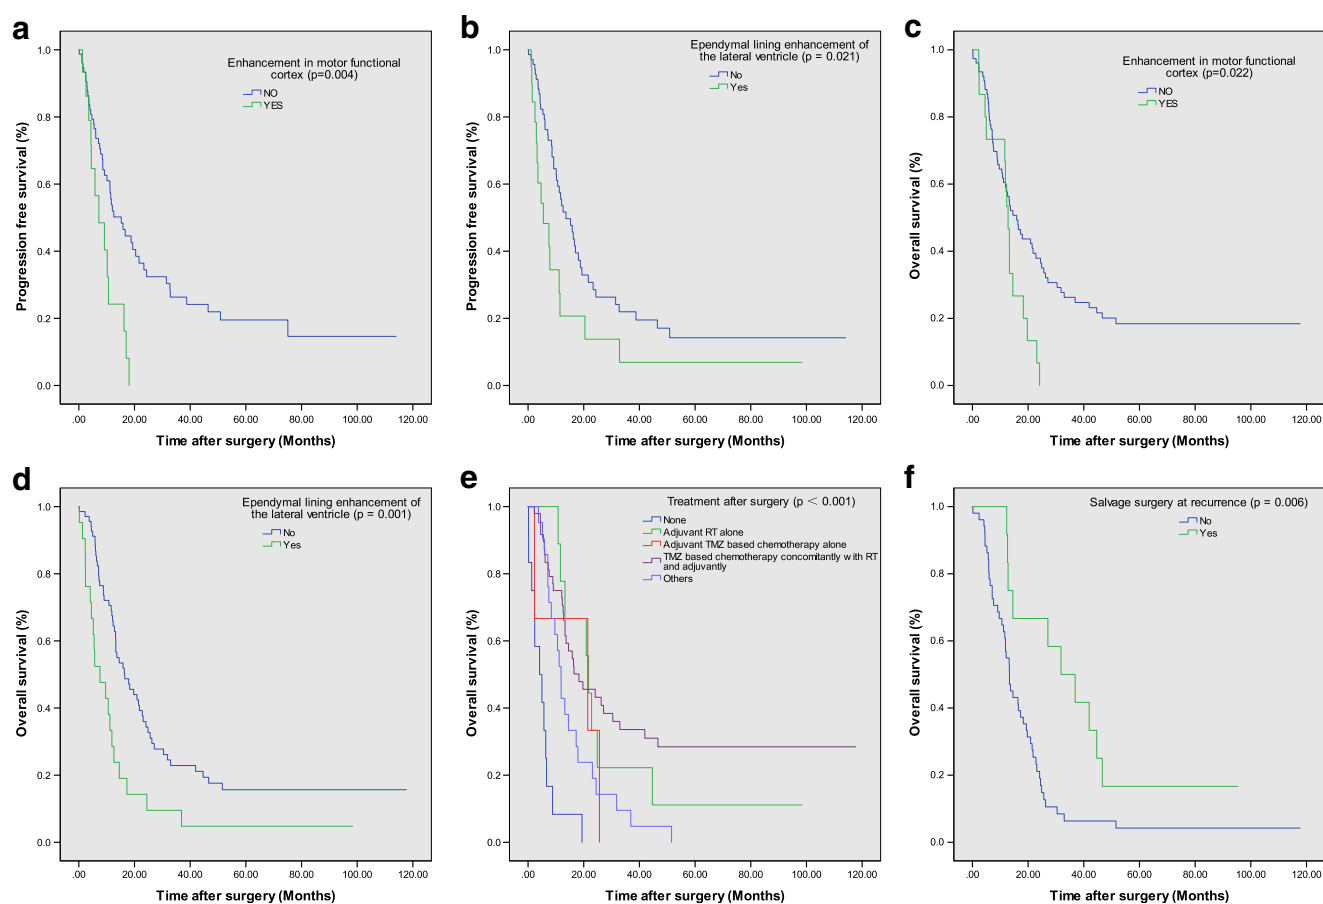 a
Enhancement in motor functional
cortex (p=0.004)
NO
YES
Progression free survival (%)
1.0
0.8
0.6
0.4
0.2
0.0
.00 20.00 40.00 60.00 80.00 100.00 120.00
Time after surgery (Months)
b
Ependymal lining enhancement of
the lateral ventricle (p = 0.021)
No
Yes
Progression free survival (%)
1.0
0.8
0.6
0.4
0.2
0.0
.00 20.00 40.00 60.00 80.00 100.00 120.00
Time after surgery (Months)
c
Enhancement in motor functional
cortex (p=0.022)
NO
YES
Overall survival (%)
1.0
0.8
0.6
0.4
0.2
0.0
.00 20.00 40.00 60.00 80.00 100.00 120.00
Time after surgery (Months)
d
Ependymal lining enhancement of
the lateral ventricle (p = 0.001)
No
Yes
Overall survival (%)
1.0
0.8
0.6
0.4
0.2
0.0
.00 20.00 40.00 60.00 80.00 100.00 120.00
Time after surgery (Months)
e
Treatment after surgery (p < 0.001)
None
Adjuvant RT alone
Adjuvant TMZ based chemotherapy alone
TMZ based chemotherapy concomitantly with RT
and adjuvantly
Others
Overall survival (%)
1.0
0.8
0.6
0.4
0.2
0.0
.00 20.00 40.00 60.00 80.00 100.00 120.00
Time after surgery (Months)
f
Salvage surgery at recurrence (p = 0.006)
No
Yes
Overall survival (%)
1.0
0.8
0.6
0.4
0.2
0.0
.00 20.00 40.00 60.00 80.00 100.00 120.00
Time after surgery (Months)